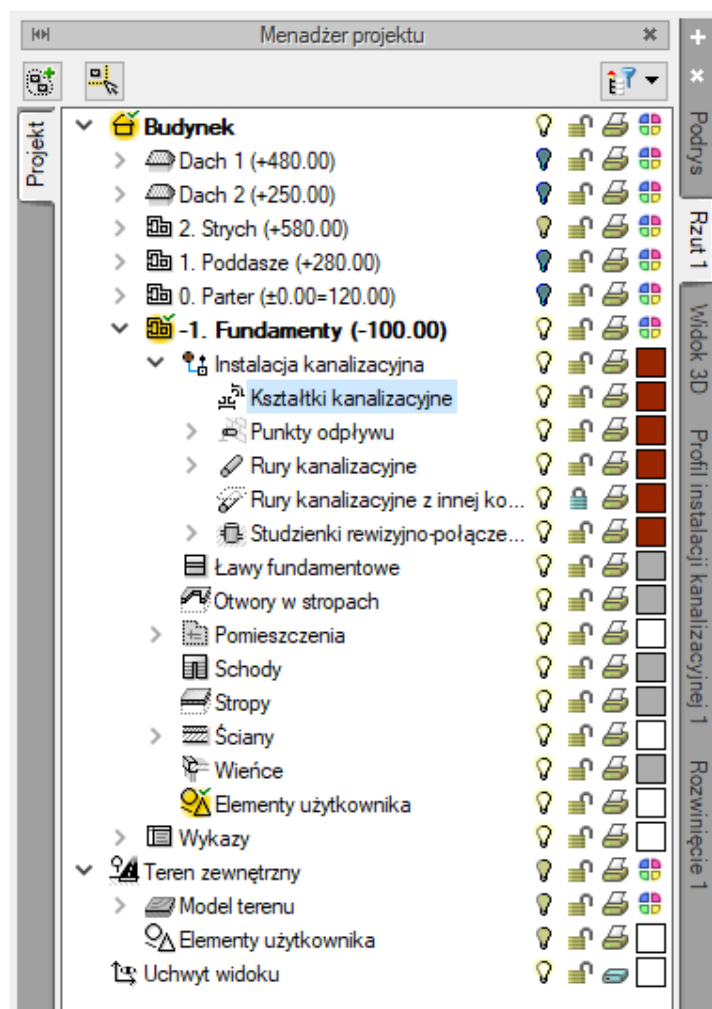 Menadżer projektu
Projekt
Budynek
Dach 1 (+480.00)
Dach 2 (+250.00)
2. Strych (+580.00)
1. Poddasze (+280.00)
0. Parter (±0.00=120.00)
-1. Fundamenty (-100.00)
Instalacja kanalizacyjna
Kształtki kanalizacyjne
Punkty odpływu
Rury kanalizacyjne
Rury kanalizacyjne z innej ko...
Studzienki rewizyjno-połącze...
Ławy fundamentowe
Otwory w stropach
Pomieszczenia
Schody
Stropy
Ściany
Wieńce
Elementy użytkownika
Wykazy
Teren zewnętrzny
Model terenu
Elementy użytkownika
Uchwyt widoku
Podrys
Rzut 1
Widok 3D
Profil instalacji kanalizacyjnej 1
Rozwinięcie 1